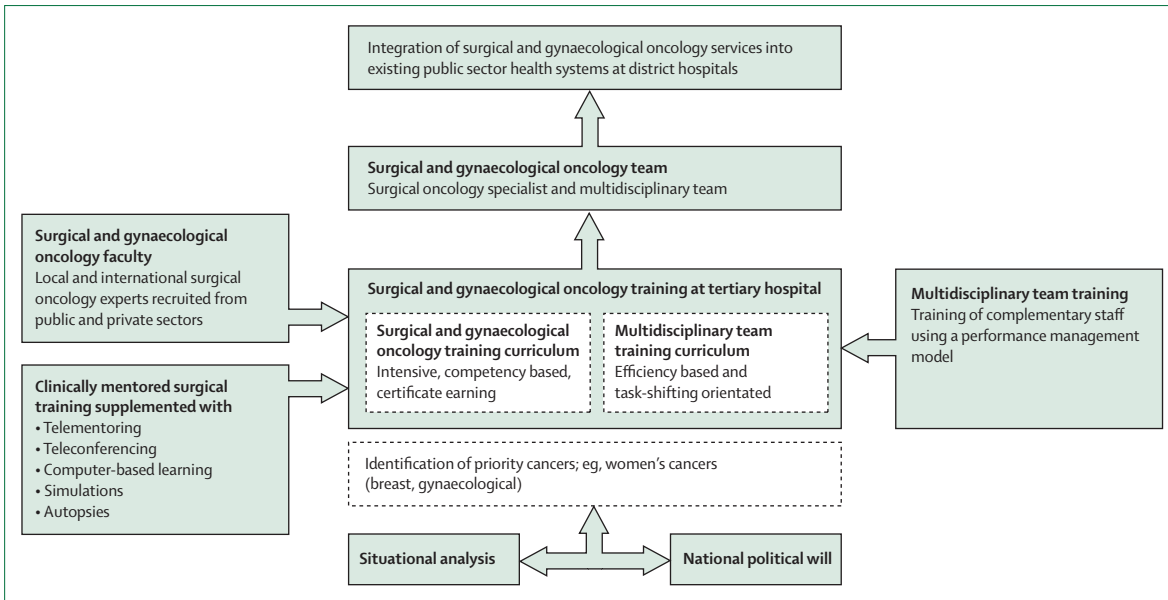 Integration of surgical and gynaecological oncology services into
existing public sector health systems at district hospitals
Surgical and gynaecological oncology team
Surgical oncology specialist and multidisciplinary team
Surgical and gynaecological
oncology faculty
Local and international surgical
oncology experts recruited from
public and private sectors
Clinically mentored surgical
training supplemented with
• Telementoring
• Teleconferencing
• Computer-based learning
• Simulations
• Autopsies
Surgical and gynaecological oncology training at tertiary hospital
Surgical and gynaecological
oncology training curriculum
Intensive, competency based,
certificate earning
Multidisciplinary team
training curriculum
Efficiency based and
task-shifting orientated
Multidisciplinary team training
Training of complementary staff
using a performance management
model
Identification of priority cancers; eg, women's cancers
(breast, gynaecological)
Situational analysis
National political will